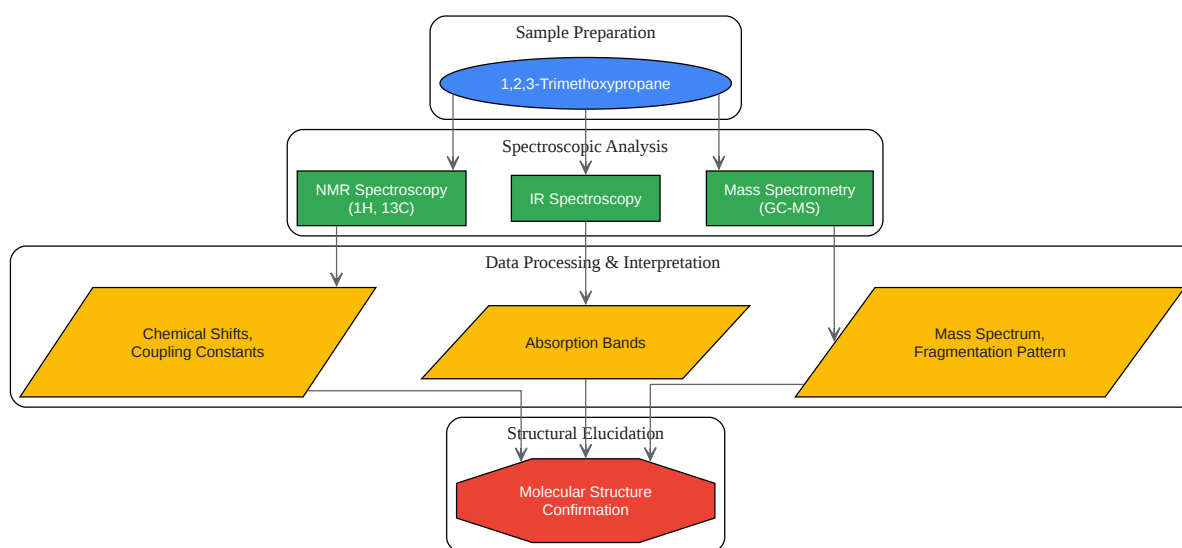 Sample Preparation
1,2,3-Trimethoxypropane
Spectroscopic Analysis
NMR Spectroscopy
(1H, 13C)
IR Spectroscopy
Mass Spectrometry
(GC-MS)
Data Processing & Interpretation
Chemical Shifts,
Coupling Constants
Absorption Bands
Mass Spectrum,
Fragmentation Pattern
Structural Elucidation
Molecular Structure
Confirmation